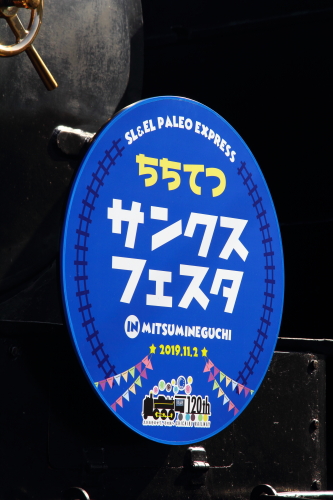 SL&EL PALEO EXPRESS
ちちてつ
サンクス
フェスタ
IN MITSUMINEGUCHI
★ 2019.11.2 ★
120th